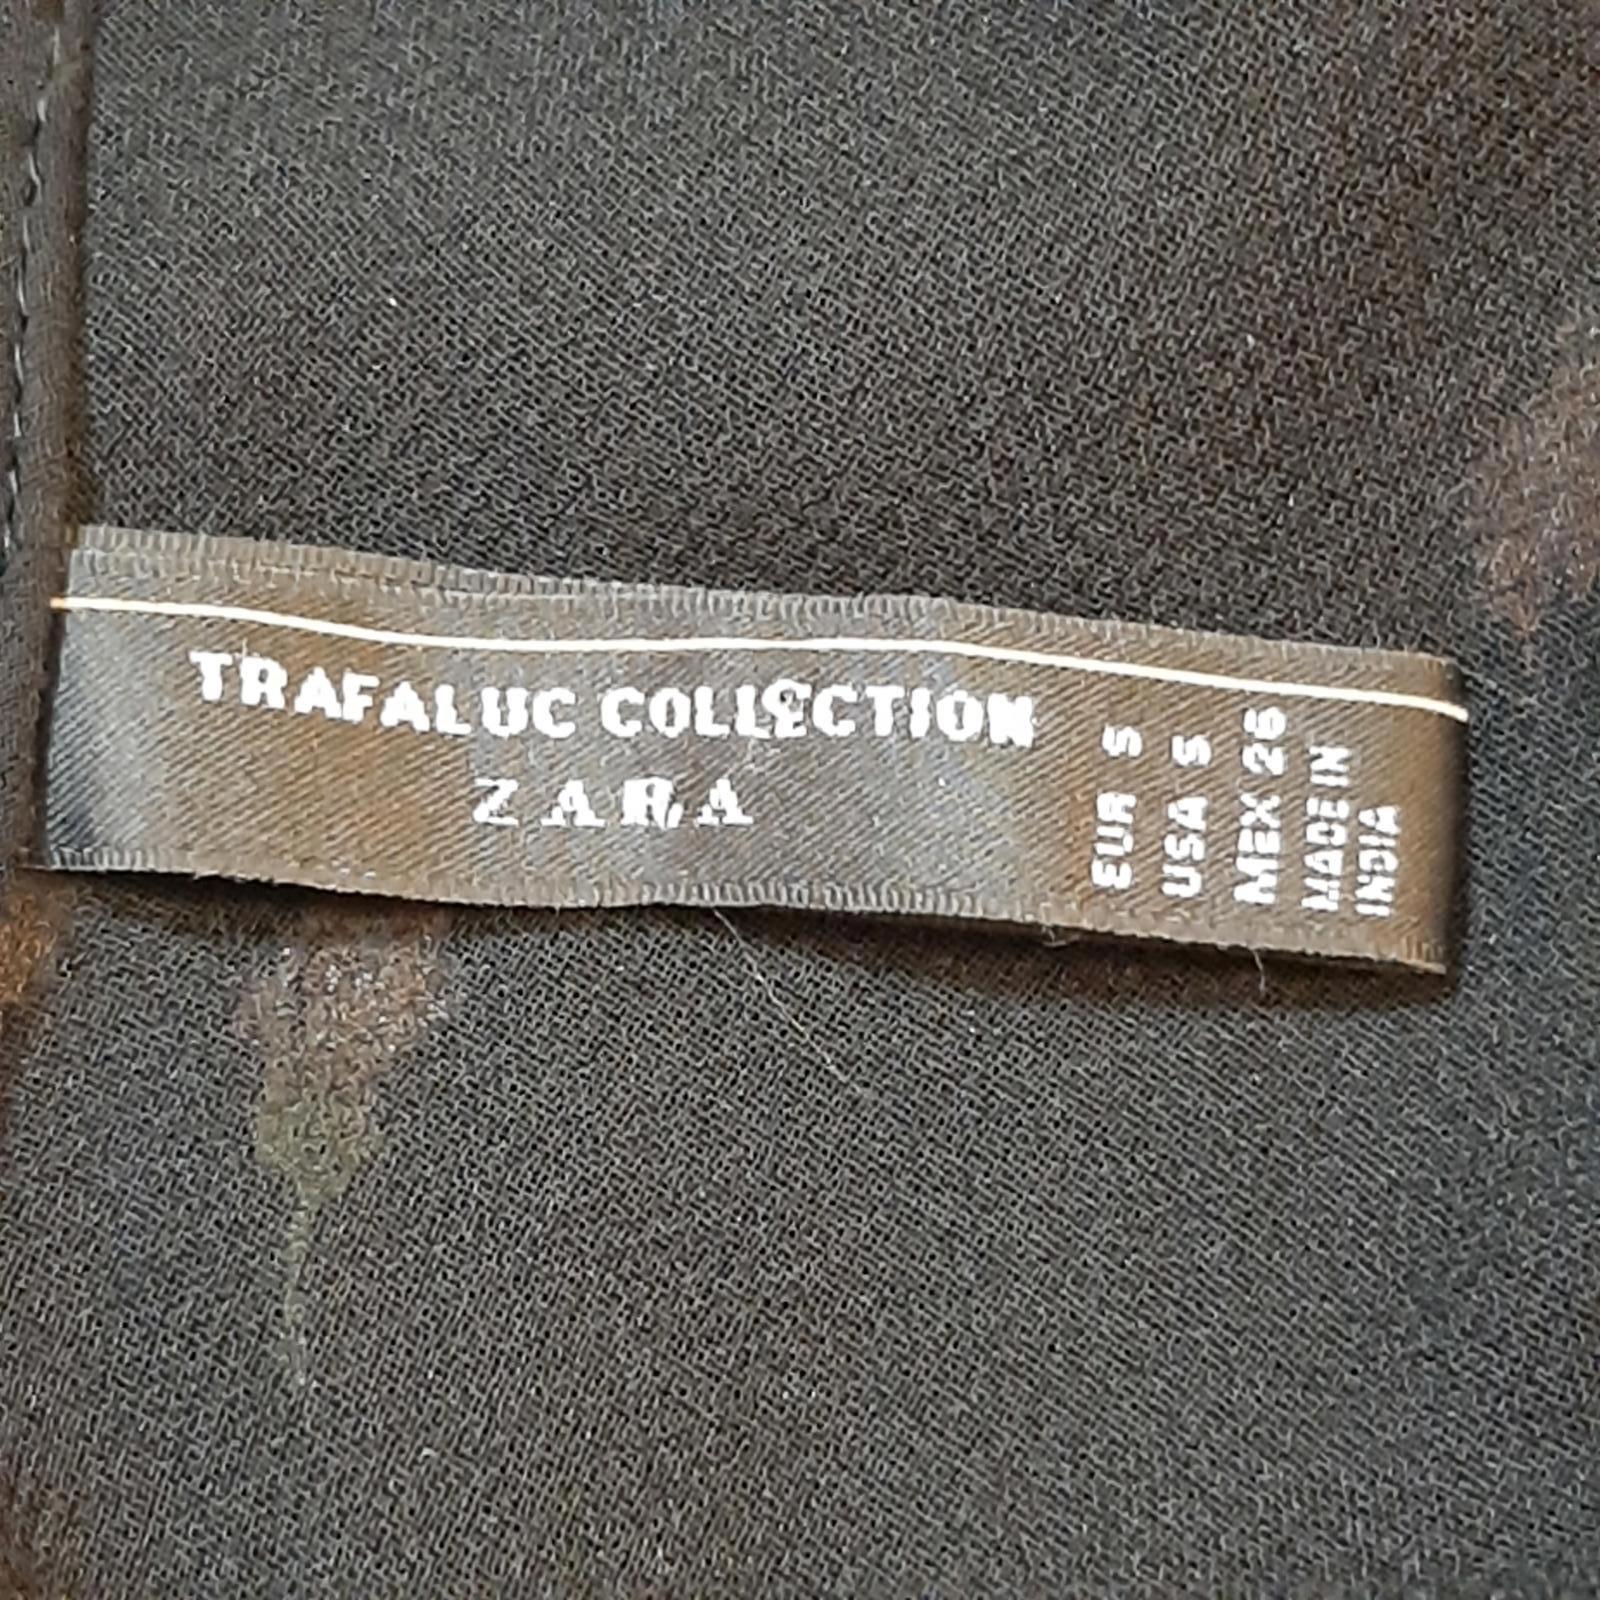 TRAFALUC COLLECTION
ZARA
EUR S
USA S
MEX 26
MADE IN
INDIA